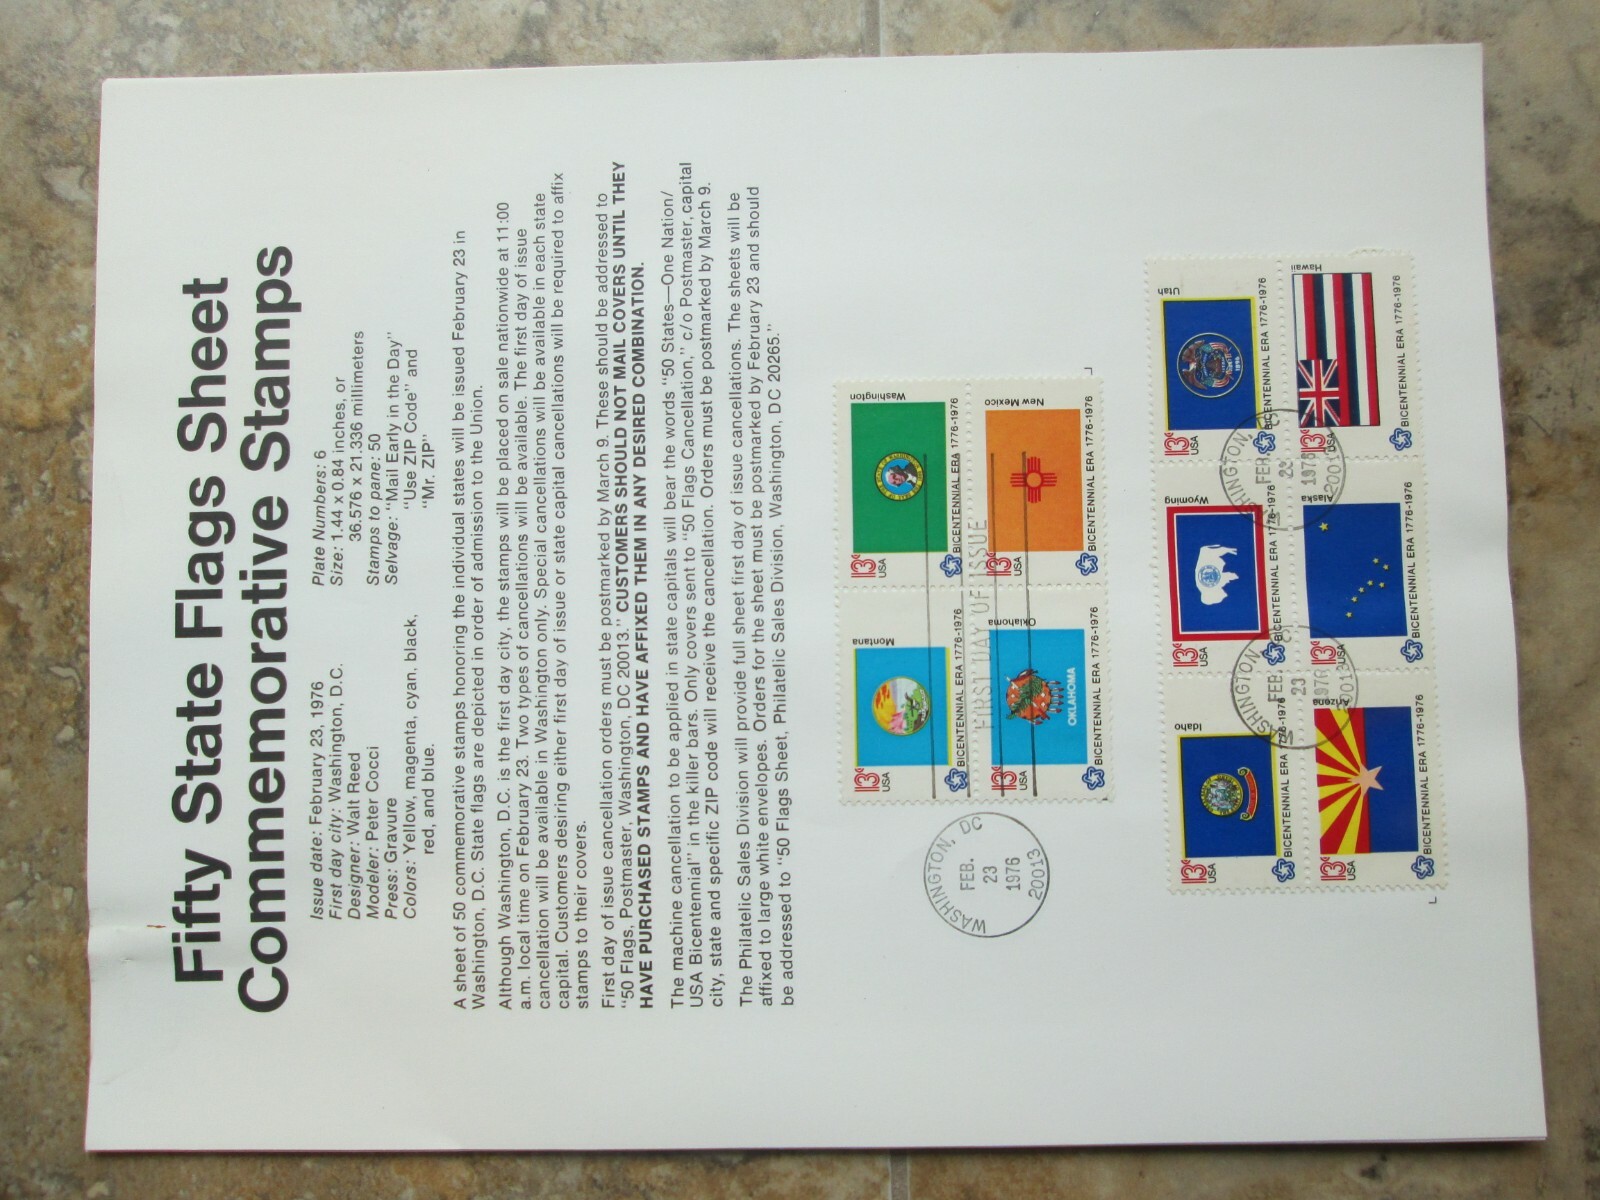 Fifty State Flags Sheet
Commemorative Stamps
Issue date: February 23, 1976
First day city: Washington, D.C.
Designer: Walt Reed
Modeler: Peter Cocci
Press: Gravure
Colors: Yellow, magenta, cyan. black,
red, and blue.
Plate Numbers: 6
Size: 1.44 x 0.84 inches, or
36.576 x 21.336 millimeters
Stamps to pane: 50
Selvage: "Mail Early in the Day"
"Use ZIP Code" and
"Mr. ZIP"
A sheet of 50 commemorative stamps honoring the individual states will be issued February 23 in
Washington, D.C. State flags are depicted in order of admission to the Union.
Although Washington, D.C. is the first day city, the stamps will be placed on sale nationwide at 11:00
a.m. local time on February 23. Two types of cancellations will be available. The first day of issue
cancellation will be available in Washington only. Special cancellations will be available in each state
capital. Customers desiring either first day of issue or state capital cancellations will be required to affix
stamps to their covers.
First day of issue cancellation orders must be postmarked by March 9. These should be addressed to
"50 Flags, Postmaster, Washington, DC 20013." CUSTOMERS SHOULD NOT MAIL COVERS UNTIL THEY
HAVE PURCHASED STAMPS AND HAVE AFFIXED THEM IN ANY DESIRED COMBINATION.
The machine cancellation to be applied in state capitals will bear the words "50 States—One Nation/
USA Bicentennial" in the killer bars. Only covers sent to "50 Flags Cancellation," c/o Postmaster, capital
city, state and specific ZIP code will receive the cancellation. Orders must be postmarked by March 9.
The Philatelic Sales Division will provide full sheet first day of issue cancellations. The sheets will be
affixed to large white envelopes. Orders for the sheet must be postmarked by February 23 and should
be addressed to "50 Flags Sheet, Philatelic Sales Division, Washington, DC 20265."
WASHINGTON, DC
FEB.
23
1976
20013
FIRST DAY OF ISSUE
13c USA
Montana
BICENTENNIAL ERA 1776-1976
13c USA
Washington
BICENTENNIAL ERA 1776-1976
13c USA
Oklahoma
OKLAHOMA
BICENTENNIAL ERA 1776-1976
13c USA
New Mexico
BICENTENNIAL ERA 1776-1976
13c USA
Idaho
BICENTENNIAL ERA 1776-1976
13c USA
Wyoming
BICENTENNIAL ERA 1776-1976
13c USA
Utah
1896
BICENTENNIAL ERA 1776-1976
13c USA
Arizona
BICENTENNIAL ERA 1776-1976
13c USA
Alaska
BICENTENNIAL ERA 1776-1976
13c USA
Hawaii
BICENTENNIAL ERA 1776-1976
WASHINGTON
FEB.
23
1976
20013
WASHINGTON
FEB.
23
1976
20013